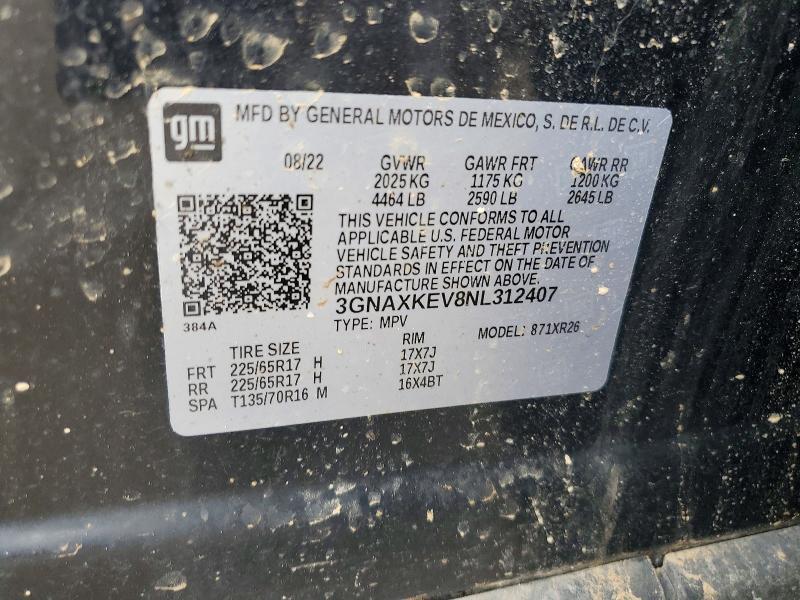 gm
MFD BY GENERAL MOTORS DE MEXICO, S. DE R.L. DE C.V.
08/22 GVWR GAWR FRT GAWR RR
2025 KG 1175 KG 1200 KG
4464 LB 2590 LB 2645 LB
THIS VEHICLE CONFORMS TO ALL
APPLICABLE U.S. FEDERAL MOTOR
VEHICLE SAFETY AND THEFT PREVENTION
STANDARDS IN EFFECT ON THE DATE OF
MANUFACTURE SHOWN ABOVE.
384A
3GNAXKEV8NL312407
TYPE: MPV MODEL: 871XR26
TIRE SIZE RIM
FRT 225/65R17 H 17X7J
RR 225/65R17 H 17X7J
SPA T135/70R16 M 16X4BT